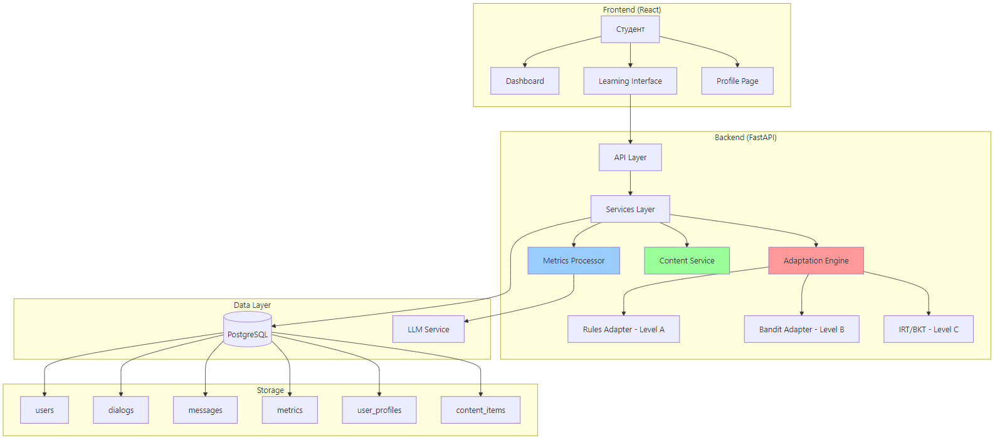 Frontend (React)
Студент
Dashboard
Learning Interface
Profile Page
Backend (FastAPI)
API Layer
Services Layer
Metrics Processor
Content Service
Adaptation Engine
Data Layer
PostgreSQL
LLM Service
Rules Adapter - Level A
Bandit Adapter - Level B
IRT/BKT - Level C
Storage
users
dialogs
messages
metrics
user_profiles
content_items